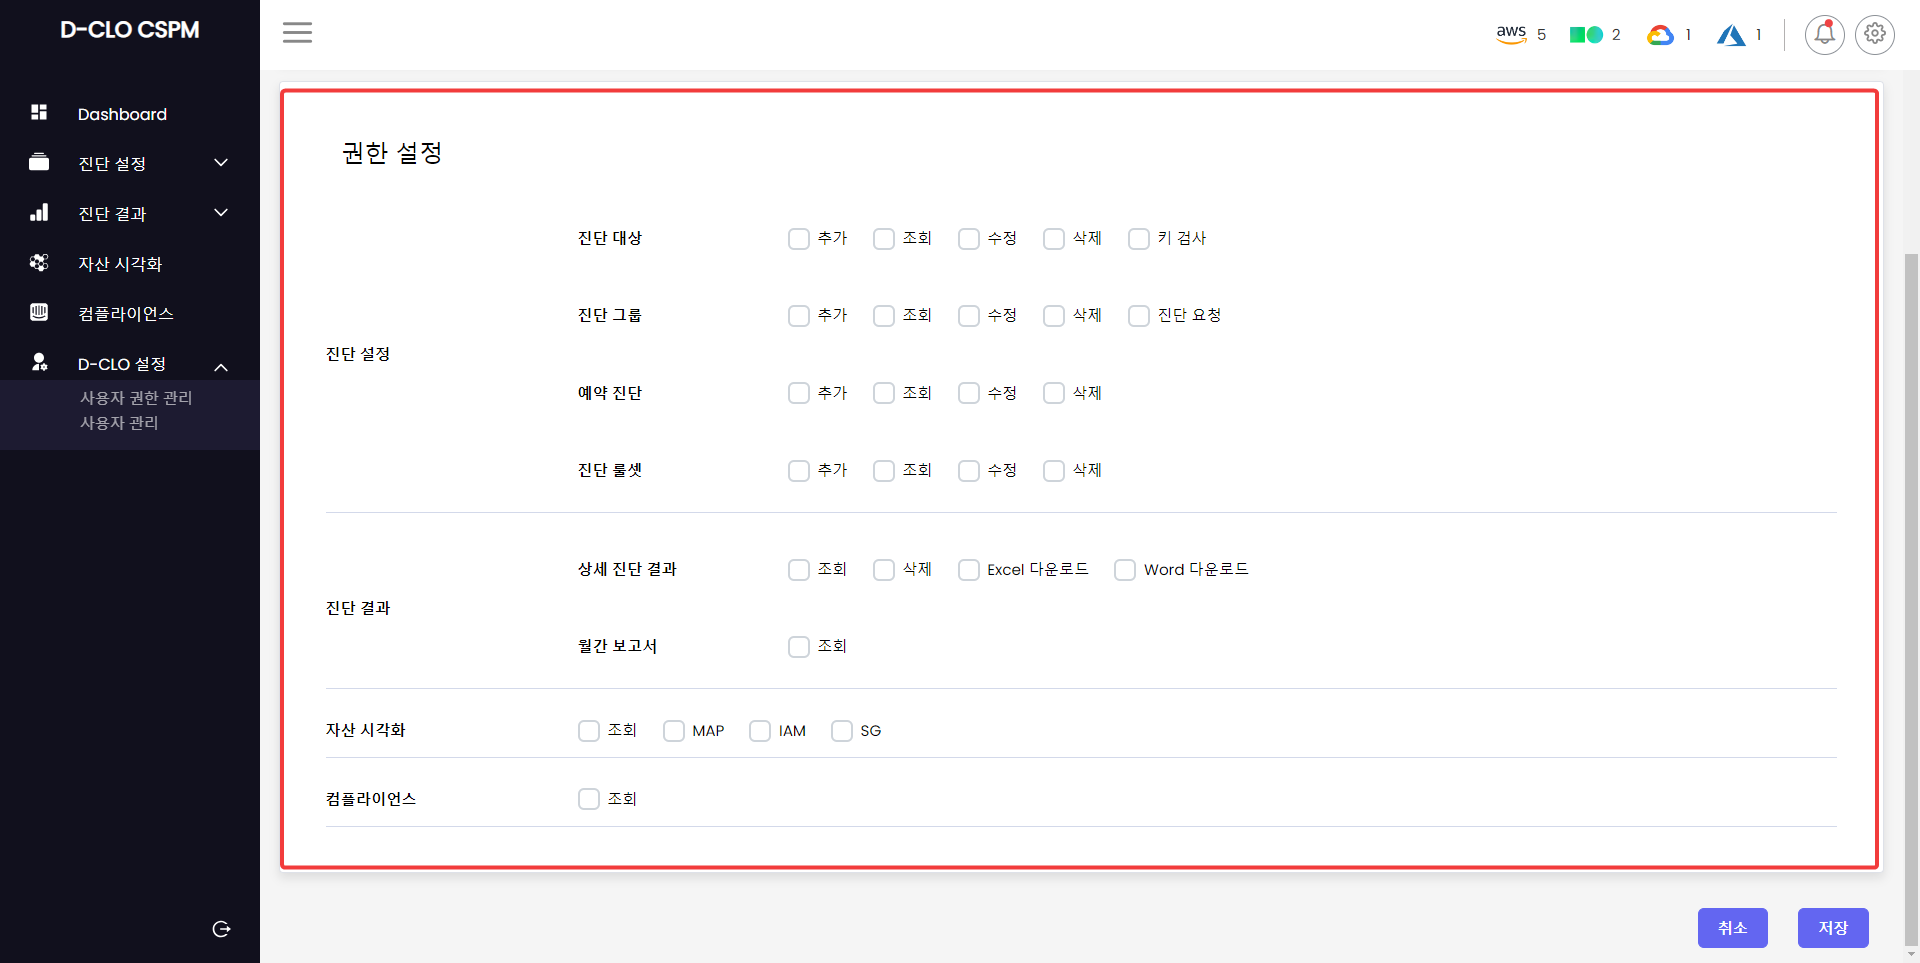 D-CLO CSPM
aws 5 2 1 1
Dashboard
진단 설정
진단 결과
자산 시각화
컴플라이언스
D-CLO 설정
사용자 권한 관리
사용자 관리
권한 설정
진단 설정
진단 대상 추가 조회 수정 삭제 키 검사
진단 그룹 추가 조회 수정 삭제 진단 요청
예약 진단 추가 조회 수정 삭제
진단 룰셋 추가 조회 수정 삭제
진단 결과
상세 진단 결과 조회 삭제 Excel 다운로드 Word 다운로드
월간 보고서 조회
자산 시각화 조회 MAP IAM SG
컴플라이언스 조회
취소 저장